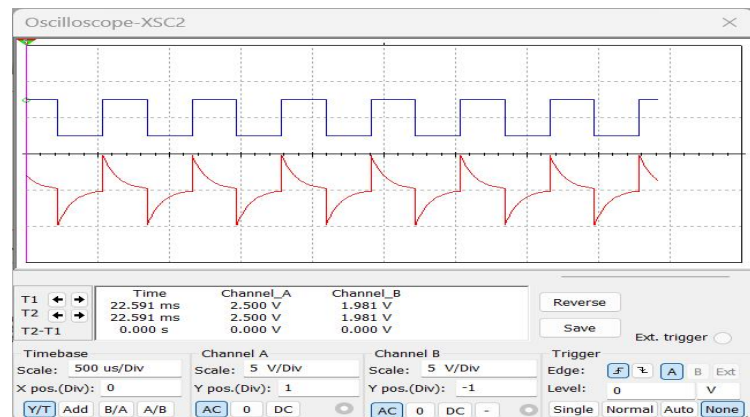 Oscilloscope-XSC2
Time Channel_A Channel_B
T1 22.591 ms 2.500 V 1.981 V
T2 22.591 ms 2.500 V 1.981 V
T2-T1 0.000 s 0.000 V 0.000 V
Reverse
Save
Ext. trigger
Timebase
Scale: 500 us/Div
X pos.(Div): 0
Y/T Add B/A A/B
Channel A
Scale: 5 V/Div
Y pos.(Div): 1
AC 0 DC
Channel B
Scale: 5 V/Div
Y pos.(Div): -1
AC 0 DC -
Trigger
Edge: A B Ext
Level: 0 V
Single Normal Auto None